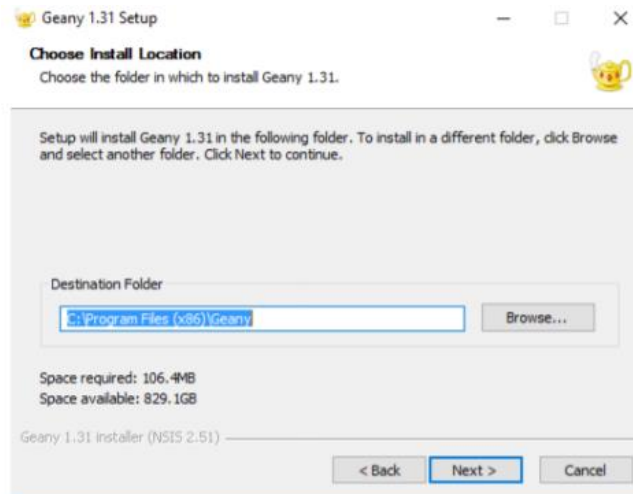 Geany 1.31 Setup
Choose Install Location
Choose the folder in which to install Geany 1.31.
Setup will install Geany 1.31 in the following folder. To install in a different folder, click Browse
and select another folder. Click Next to continue.
Destination Folder
C:\Program Files (x86)\Geany
Browse...
Space required: 106.4MB
Space available: 829.1GB
Geany 1.31 installer (NSIS 2.51)
< Back
Next >
Cancel